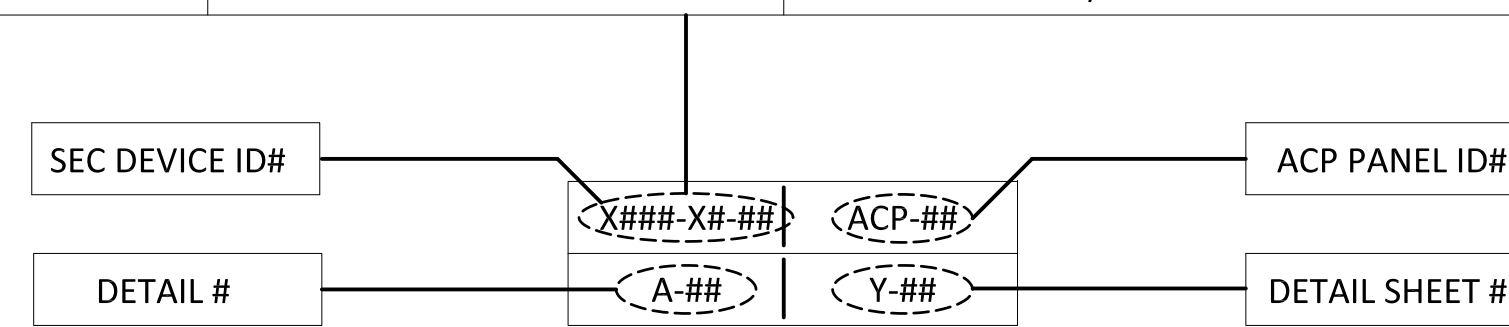 SEC DEVICE ID#
ACP PANEL ID#
X###-X#-## ACP-##
DETAIL #
A-## Y-##
DETAIL SHEET #